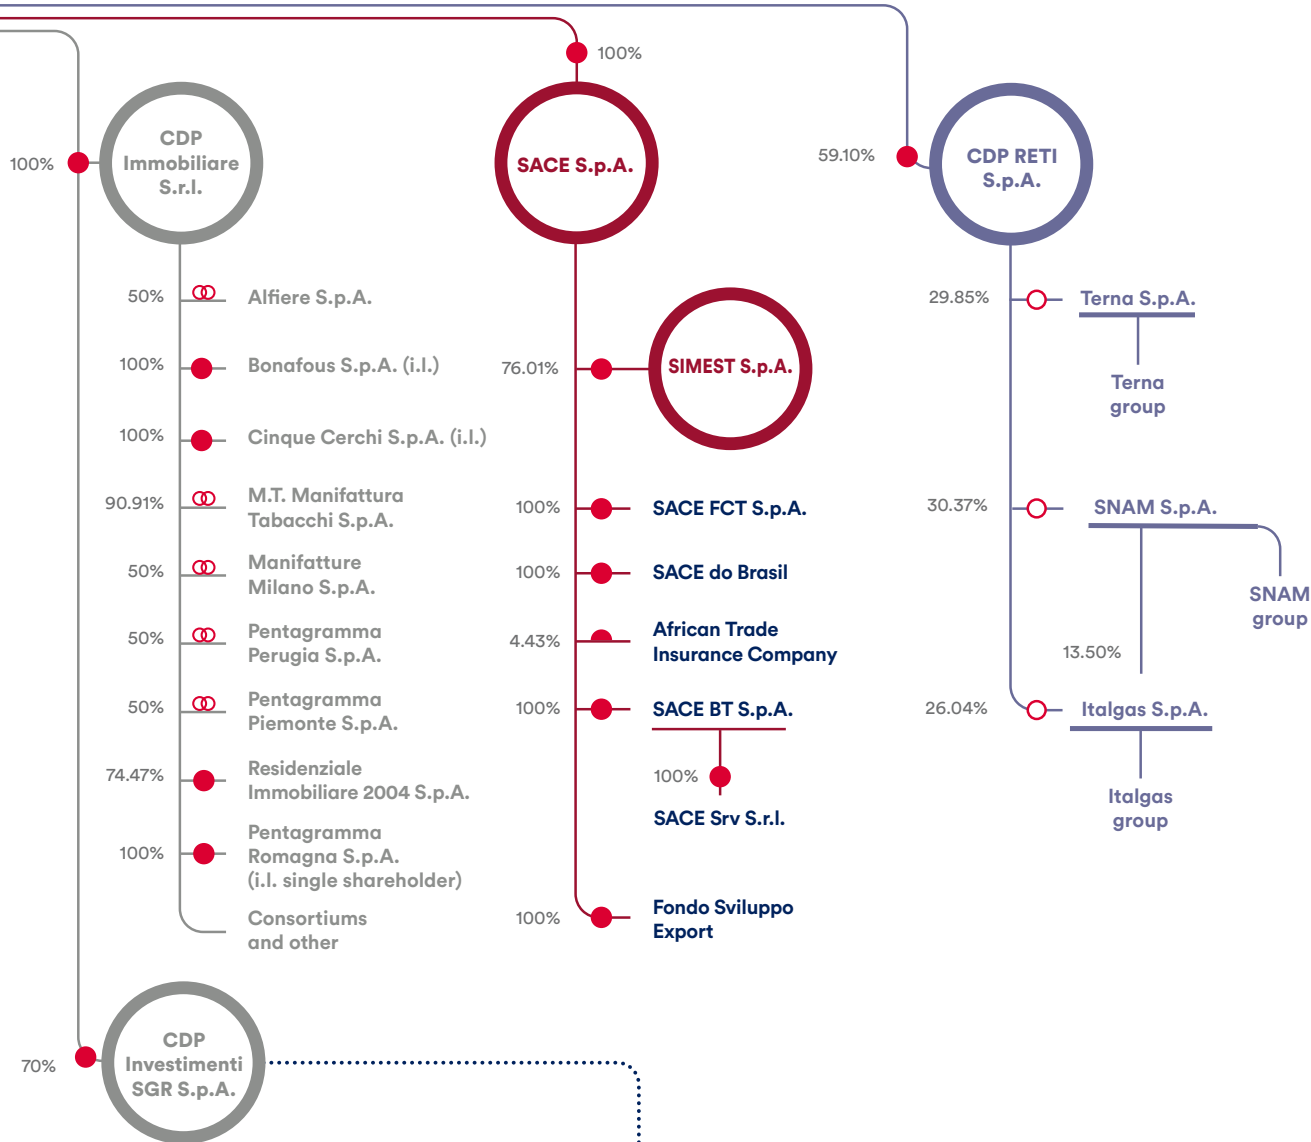 100%
100%
CDP
Immobiliare
S.r.l.
50%
Alfiere S.p.A.
100%
Bonafous S.p.A. (i.l.)
100%
Cinque Cerchi S.p.A. (i.l.)
90.91%
M.T. Manifattura
Tabacchi S.p.A.
50%
Manifatture
Milano S.p.A.
50%
Pentagramma
Perugia S.p.A.
50%
Pentagramma
Piemonte S.p.A.
74.47%
Residenziale
Immobiliare 2004 S.p.A.
100%
Pentagramma
Romagna S.p.A.
(i.l. single shareholder)
Consortiums
and other
70%
CDP
Investimenti
SGR S.p.A.
SACE S.p.A.
76.01%
SIMEST S.p.A.
100%
SACE FCT S.p.A.
100%
SACE do Brasil
4.43%
African Trade
Insurance Company
100%
SACE BT S.p.A.
100%
SACE Srv S.r.l.
100%
Fondo Sviluppo
Export
59.10%
CDP RETI
S.p.A.
29.85%
Terna S.p.A.
Terna
group
30.37%
SNAM S.p.A.
SNAM
group
13.50%
26.04%
Italgas S.p.A.
Italgas
group